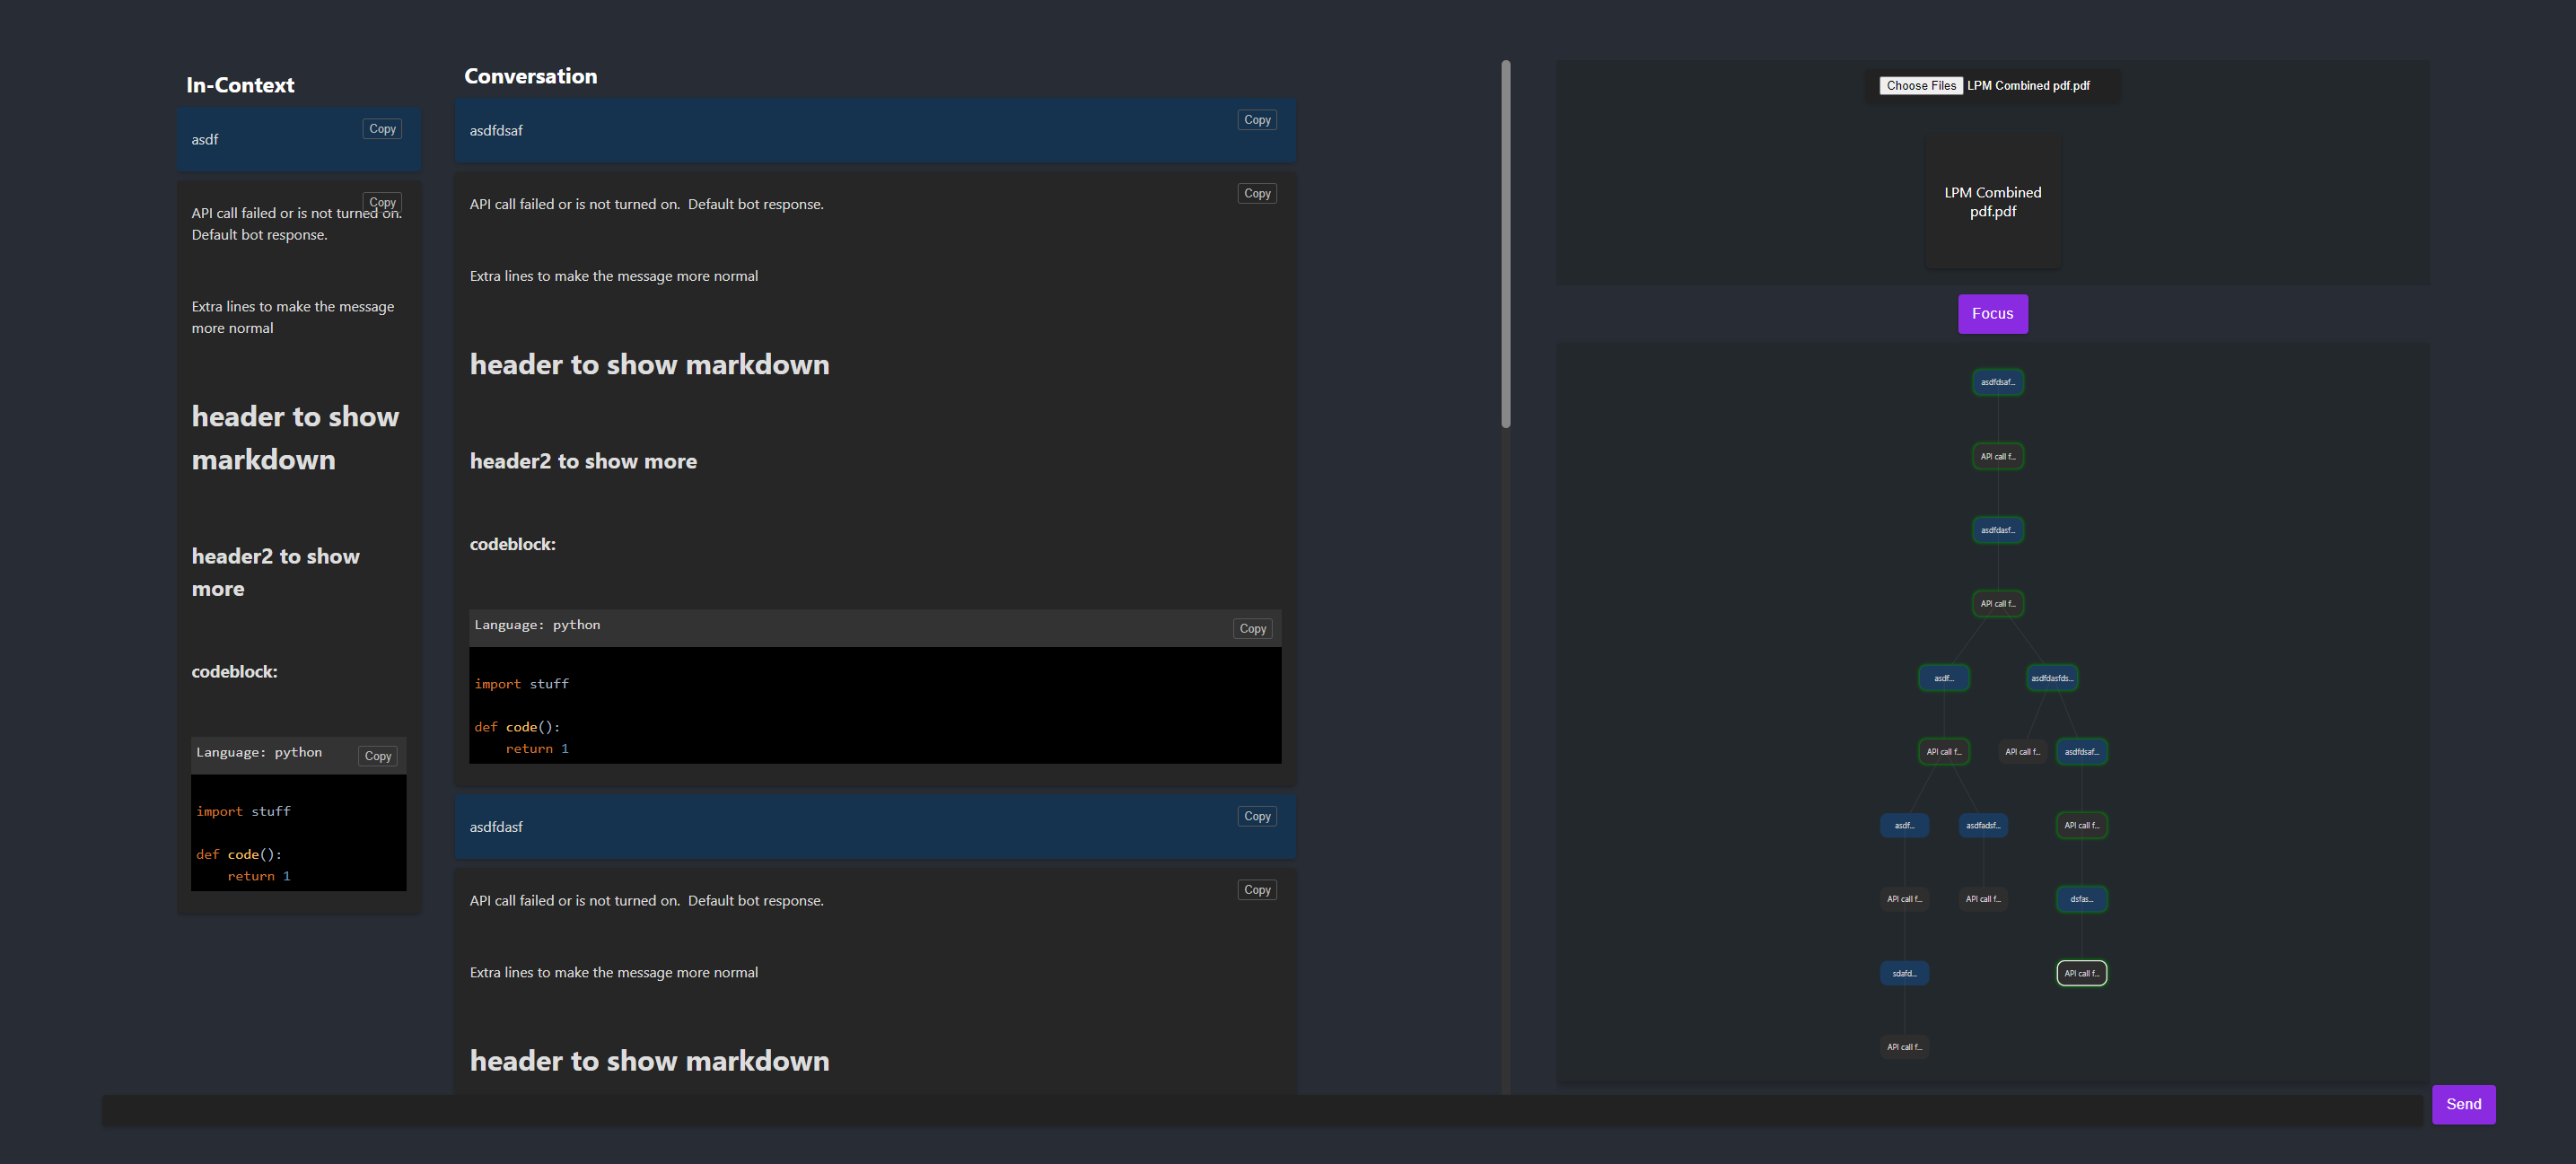 In-Context
asdf
Copy
Copy
API call failed or is not turned on.
Default bot response.
Extra lines to make the message
more normal
header to show
markdown
header2 to show
more
codeblock:
Language: python
Copy
import stuff
def code():
    return 1
Conversation
asdfdsaf
Copy
API call failed or is not turned on.  Default bot response.
Copy
Extra lines to make the message more normal
header to show markdown
header2 to show more
codeblock:
Language: python
Copy
import stuff
def code():
    return 1
asdfdasf
Copy
API call failed or is not turned on.  Default bot response.
Copy
Extra lines to make the message more normal
header to show markdown
Choose Files LPM Combined pdf.pdf
LPM Combined
pdf.pdf
Focus
asdfdsaf...
API call f...
asdfdasf...
API call f...
asdf...
asdfdasfds...
API call f...
API call f...
asdfdsaf...
asdf...
asdfadsf...
API call f...
API call f...
API call f...
dsfas...
sdafd...
API call f...
API call f...
Send